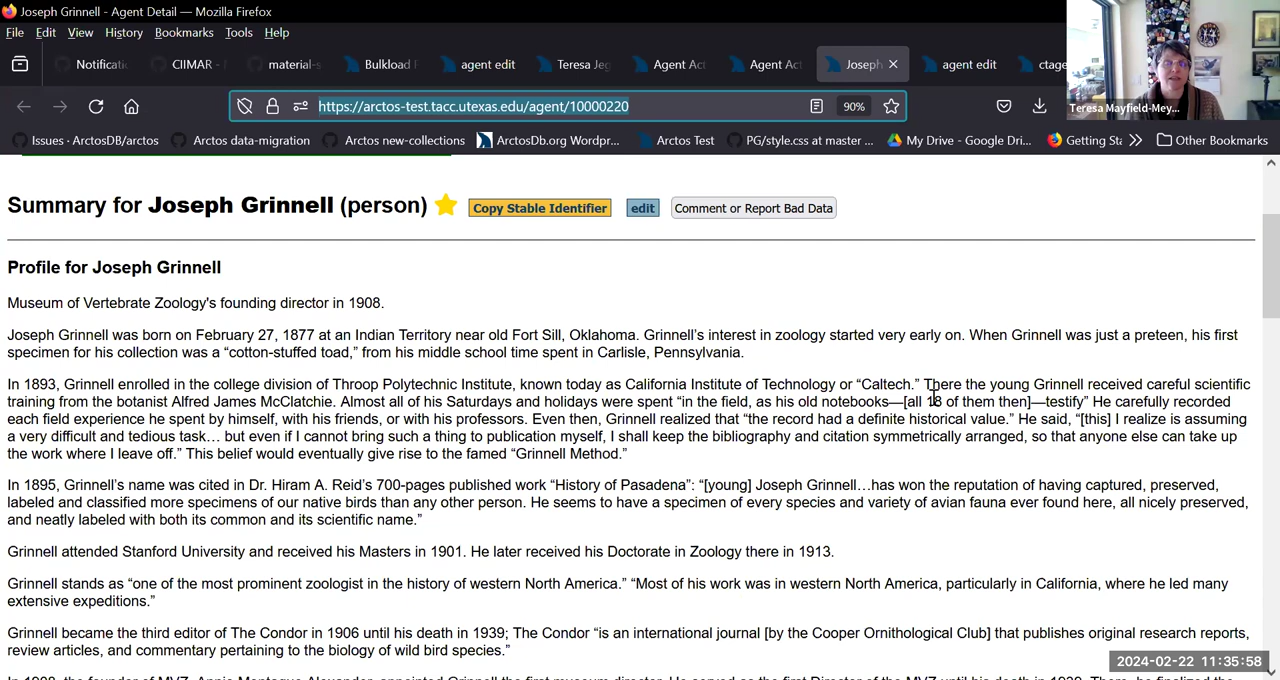 Joseph Grinnell - Agent Detail — Mozilla Firefox
File Edit View History Bookmarks Tools Help
Notificati CIIMAR - material-s Bulkload agent edit Teresa Jeg Agent Act Agent Act Joseph agent edit ctage
https://arctos-test.tacc.utexas.edu/agent/10000220 90%
Teresa Mayfield-Mey...
Issues · ArctosDB/arctos Arctos data-migration Arctos new-collections ArctosDb.org Wordpr... Arctos Test PG/style.css at master ... My Drive - Google Dri... Getting Sta Other Bookmarks
Summary for Joseph Grinnell (person) Copy Stable Identifier edit Comment or Report Bad Data
Profile for Joseph Grinnell
Museum of Vertebrate Zoology's founding director in 1908.
Joseph Grinnell was born on February 27, 1877 at an Indian Territory near old Fort Sill, Oklahoma. Grinnell's interest in zoology started very early on. When Grinnell was just a preteen, his first
specimen for his collection was a “cotton-stuffed toad,” from his middle school time spent in Carlisle, Pennsylvania.
In 1893, Grinnell enrolled in the college division of Throop Polytechnic Institute, known today as California Institute of Technology or “Caltech.” There the young Grinnell received careful scientific
training from the botanist Alfred James McClatchie. Almost all of his Saturdays and holidays were spent “in the field, as his old notebooks—[all 18 of them then]—testify” He carefully recorded
each field experience he spent by himself, with his friends, or with his professors. Even then, Grinnell realized that “the record had a definite historical value.” He said, “[this] I realize is assuming
a very difficult and tedious task… but even if I cannot bring such a thing to publication myself, I shall keep the bibliography and citation symmetrically arranged, so that anyone else can take up
the work where I leave off.” This belief would eventually give rise to the famed “Grinnell Method.”
In 1895, Grinnell's name was cited in Dr. Hiram A. Reid's 700-pages published work “History of Pasadena”: “[young] Joseph Grinnell…has won the reputation of having captured, preserved,
labeled and classified more specimens of our native birds than any other person. He seems to have a specimen of every species and variety of avian fauna ever found here, all nicely preserved,
and neatly labeled with both its common and its scientific name.”
Grinnell attended Stanford University and received his Masters in 1901. He later received his Doctorate in Zoology there in 1913.
Grinnell stands as “one of the most prominent zoologist in the history of western North America.” “Most of his work was in western North America, particularly in California, where he led many
extensive expeditions.”
Grinnell became the third editor of The Condor in 1906 until his death in 1939; The Condor “is an international journal [by the Cooper Ornithological Club] that publishes original research reports,
review articles, and commentary pertaining to the biology of wild bird species.”
2024-02-22 11:35:58